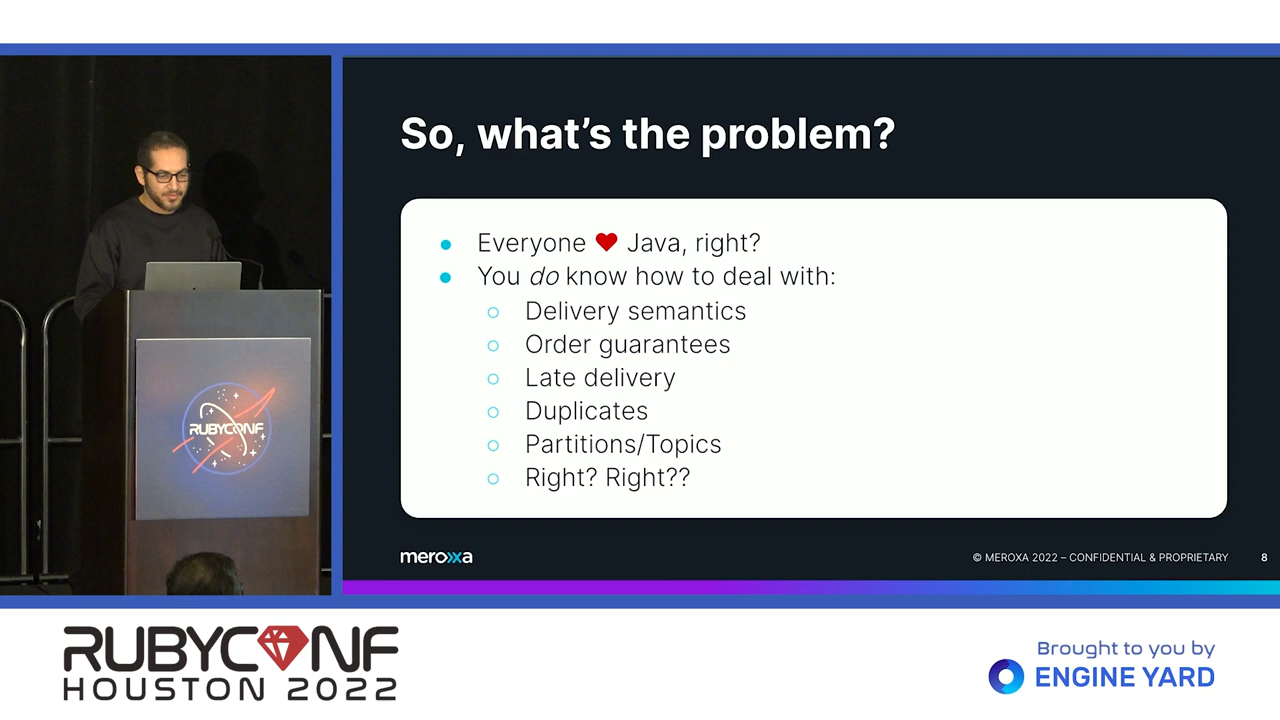 So, what's the problem?
Everyone ❤ Java, right?
You do know how to deal with:
Delivery semantics
Order guarantees
Late delivery
Duplicates
Partitions/Topics
Right? Right??
meroxa
© MEROXA 2022 – CONFIDENTIAL & PROPRIETARY 8
RUBYCONF
RUBYCONF
HOUSTON 2022
Brought to you by
ENGINE YARD